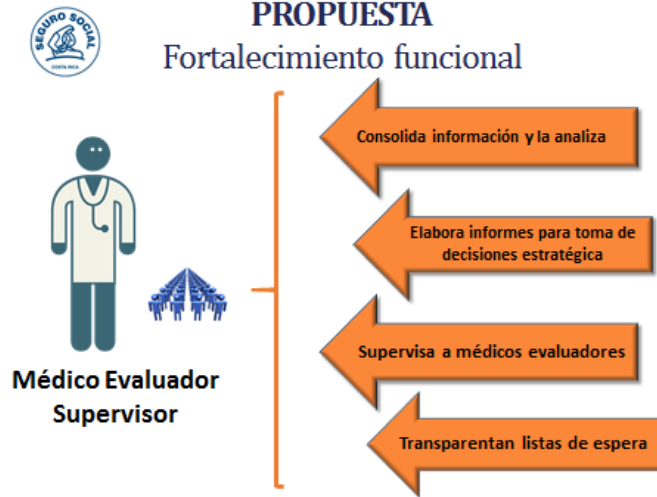 PROPUESTA
Fortalecimiento funcional
SEGURO SOCIAL
COSTA RICA
Consolida información y la analiza
Elabora informes para toma de
decisiones estratégica
Supervisa a médicos evaluadores
Transparentan listas de espera
Médico Evaluador
Supervisor